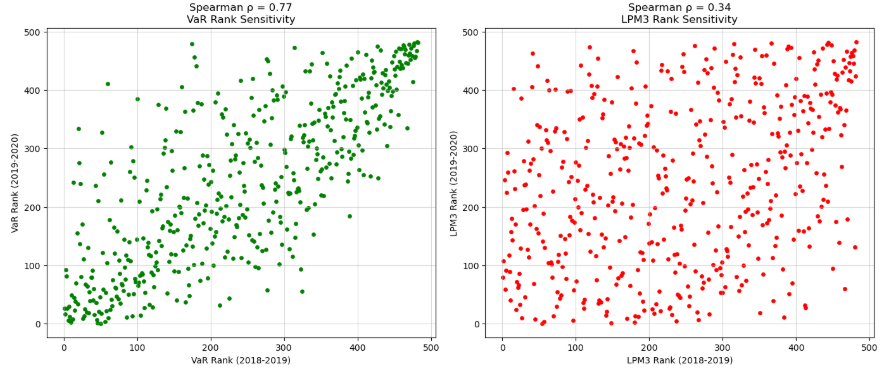 Spearman ρ = 0.77
VaR Rank Sensitivity
500
400
300
200
100
0
VaR Rank (2019-2020)
0 100 200 300 400 500
VaR Rank (2018-2019)
Spearman ρ = 0.34
LPM3 Rank Sensitivity
500
400
300
200
100
0
LPM3 Rank (2019-2020)
0 100 200 300 400 500
LPM3 Rank (2018-2019)